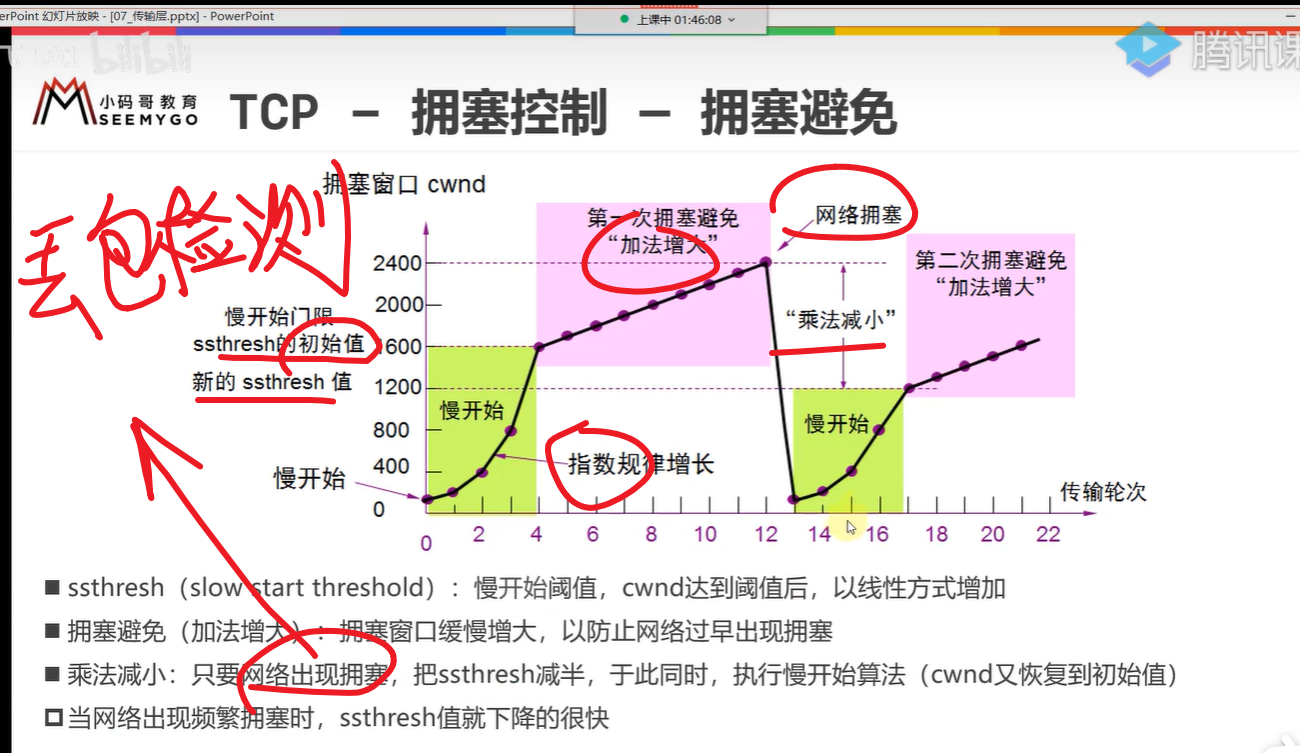 erPoint 幻灯片放映 - [07_传输层.pptx] - PowerPoint
上课中 01:46:08
bilibili
腾讯课
小码哥教育
SEEMYGO
TCP - 拥塞控制 - 拥塞避免
丢包检测
拥塞窗口 cwnd
第一次拥塞避免
“加法增大”
网络拥塞
第二次拥塞避免
“加法增大”
2400
2000
1600
1200
800
400
0
“乘法减小”
慢开始门限
ssthresh的初始值
新的 ssthresh 值
慢开始
慢开始
指数规律增长
慢开始
传输轮次
0 2 4 6 8 10 12 14 16 18 20 22
ssthresh（slow start threshold）：慢开始阈值，cwnd达到阈值后，以线性方式增加
拥塞避免（加法增大）：拥塞窗口缓慢增大，以防止网络过早出现拥塞
乘法减小：只要网络出现拥塞，把ssthresh减半，于此同时，执行慢开始算法（cwnd又恢复到初始值）
当网络出现频繁拥塞时，ssthresh值就下降的很快